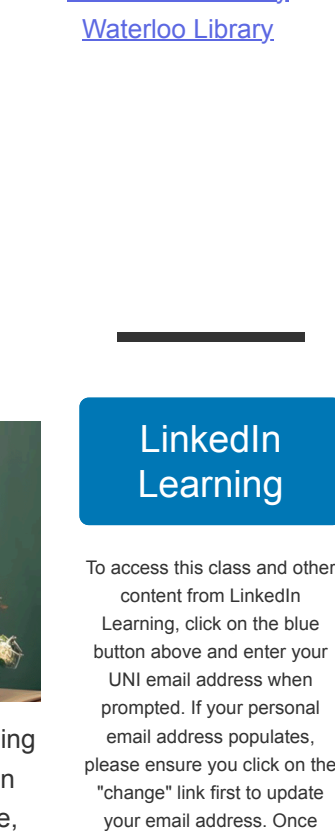 Waterloo Library
LinkedIn
Learning
To access this class and other
content from LinkedIn
Learning, click on the blue
button above and enter your
UNI email address when
prompted. If your personal
email address populates,
please ensure you click on the
"change" link first to update
your email address. Once